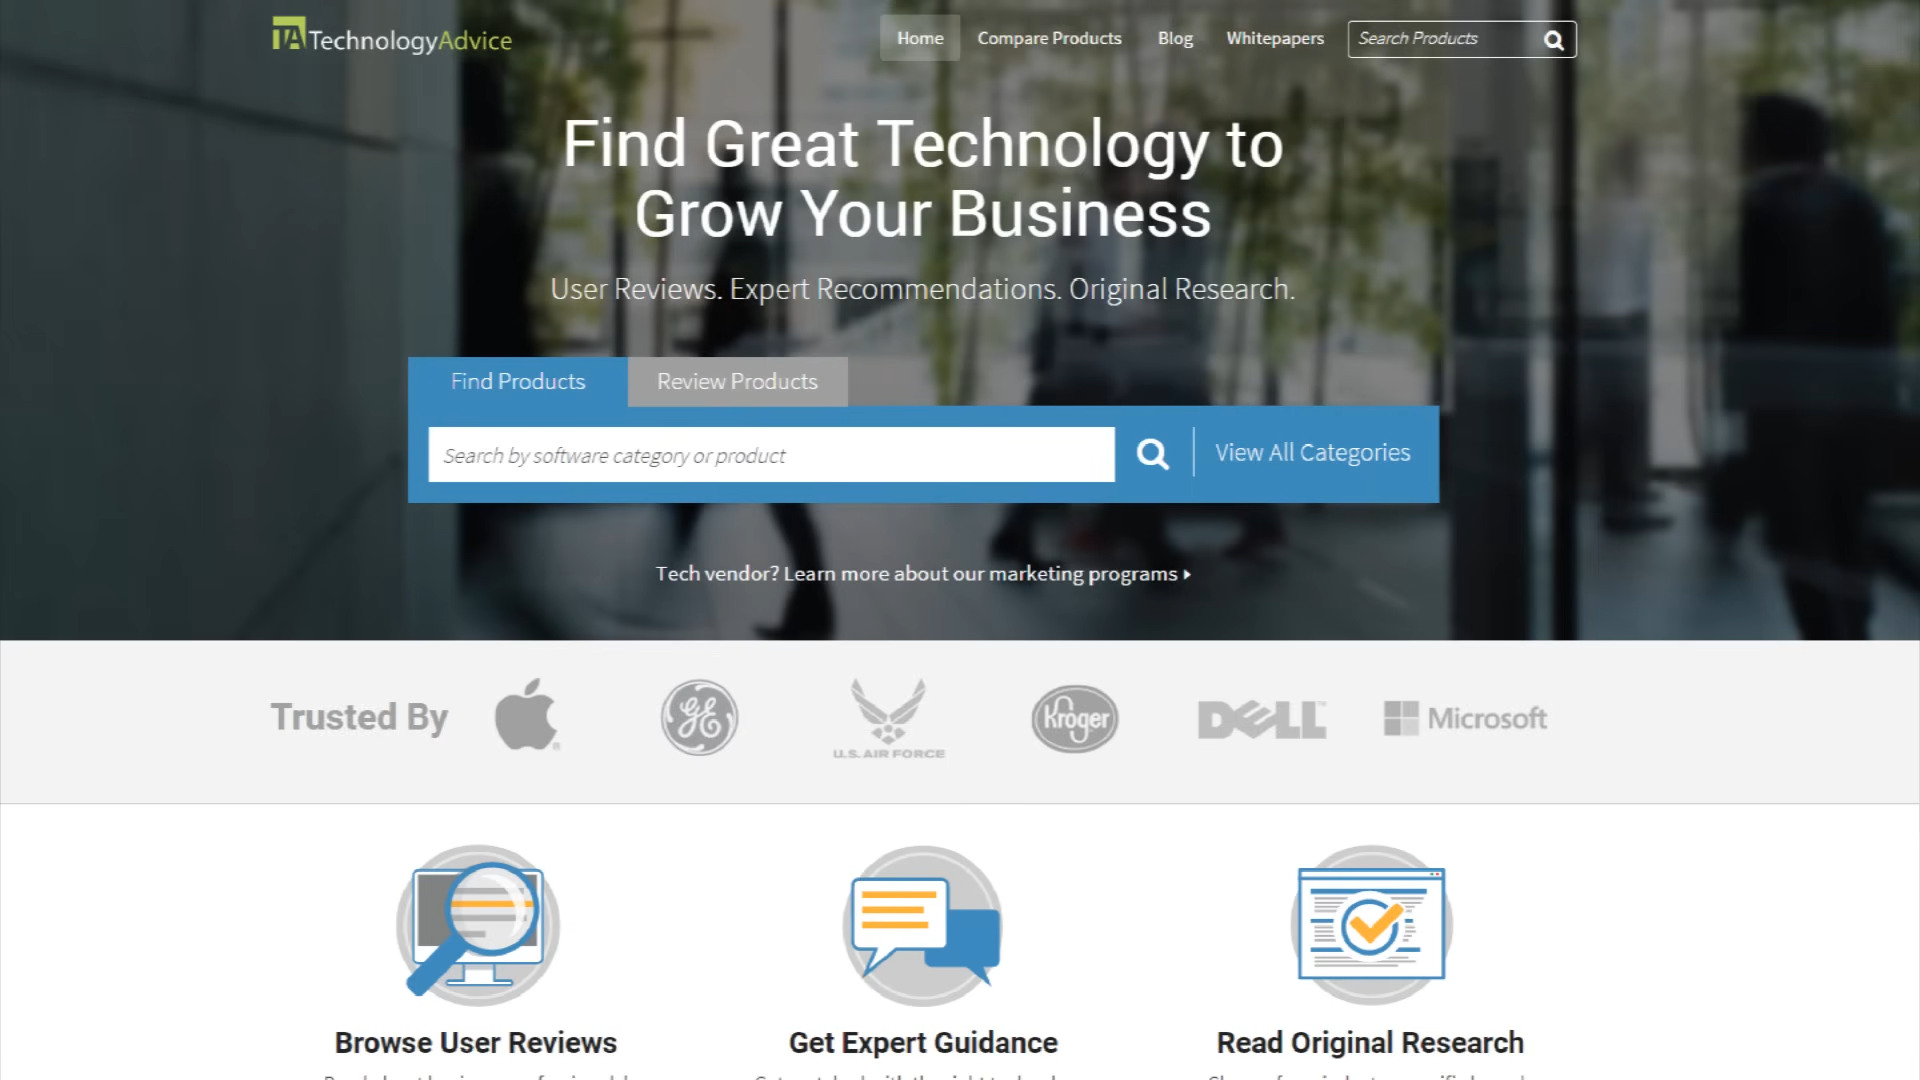 TA TechnologyAdvice
Home Compare Products Blog Whitepapers Search Products
Find Great Technology to
Grow Your Business
User Reviews. Expert Recommendations. Original Research.
Find Products Review Products
Search by software category or product View All Categories
Tech vendor? Learn more about our marketing programs
Trusted By
GE
U.S. AIR FORCE
Kroger
DELL
Microsoft
Browse User Reviews Get Expert Guidance Read Original Research